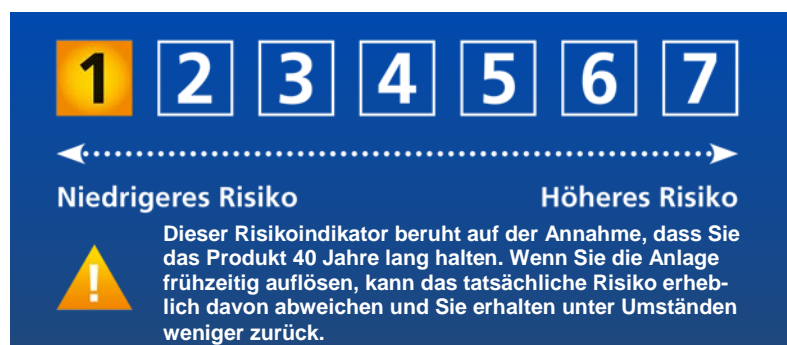 1 2 3 4 5 6 7
Niedrigeres Risiko Höheres Risiko
Dieser Risikoindikator beruht auf der Annahme, dass Sie
das Produkt 40 Jahre lang halten. Wenn Sie die Anlage
frühzeitig auflösen, kann das tatsächliche Risiko erheb-
lich davon abweichen und Sie erhalten unter Umständen
weniger zurück.